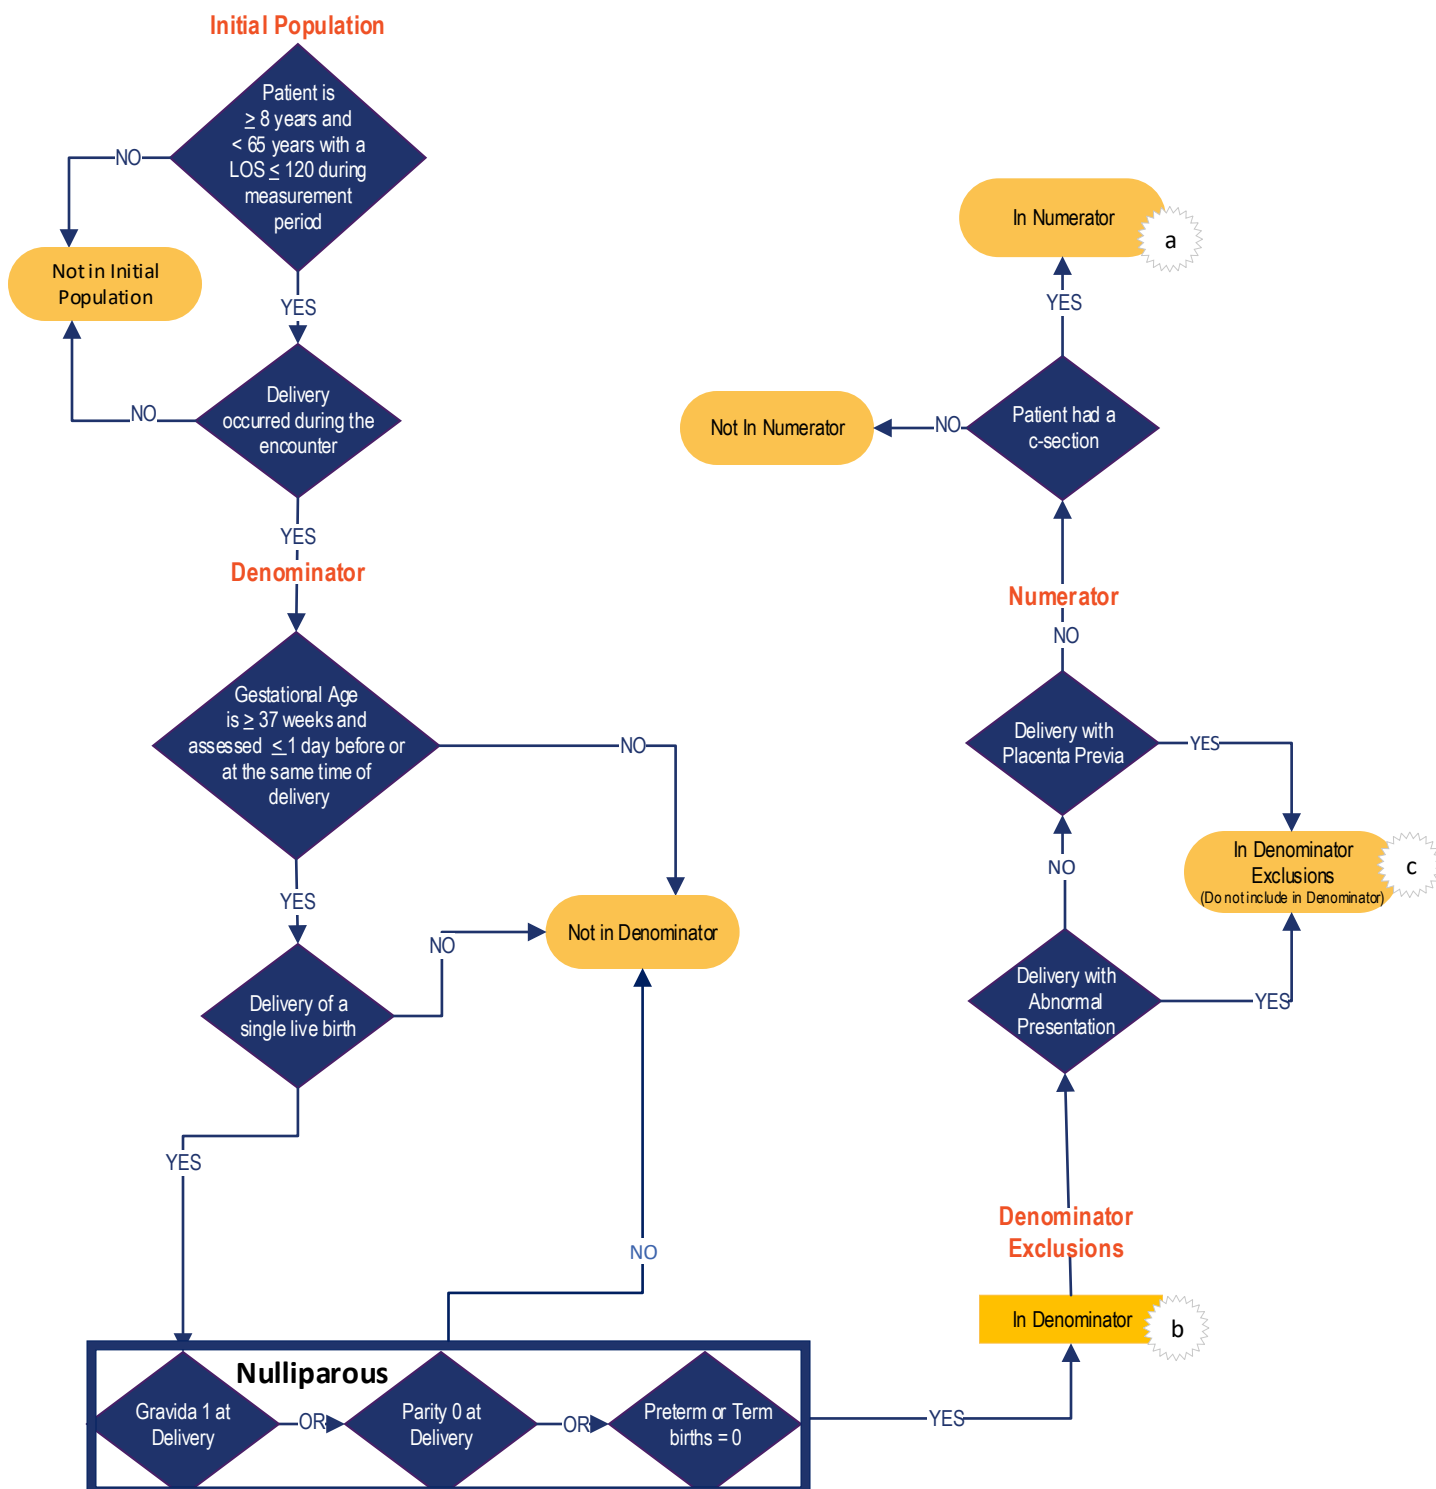 Initial Population
Patient is
≥ 8 years and
< 65 years with a
LOS ≤ 120 during
measurement
period
NO
Not in Initial
Population
YES
Delivery
occurred during the
encounter
NO
YES
Denominator
Gestational Age
is ≥ 37 weeks and
assessed ≤ 1 day before or
at the same time of
delivery
NO
YES
Not in Denominator
NO
Delivery of a
single live birth
YES
NO
Nulliparous
Gravida 1 at
Delivery
OR
Parity 0 at
Delivery
OR
Preterm or Term
births = 0
YES
In Denominator
b
Denominator
Exclusions
Delivery with
Abnormal
Presentation
YES
NO
In Denominator
Exclusions
(Do not include in Denominator)
c
Delivery with
Placenta Previa
YES
NO
Numerator
Patient had a
c-section
NO
Not In Numerator
YES
In Numerator
a